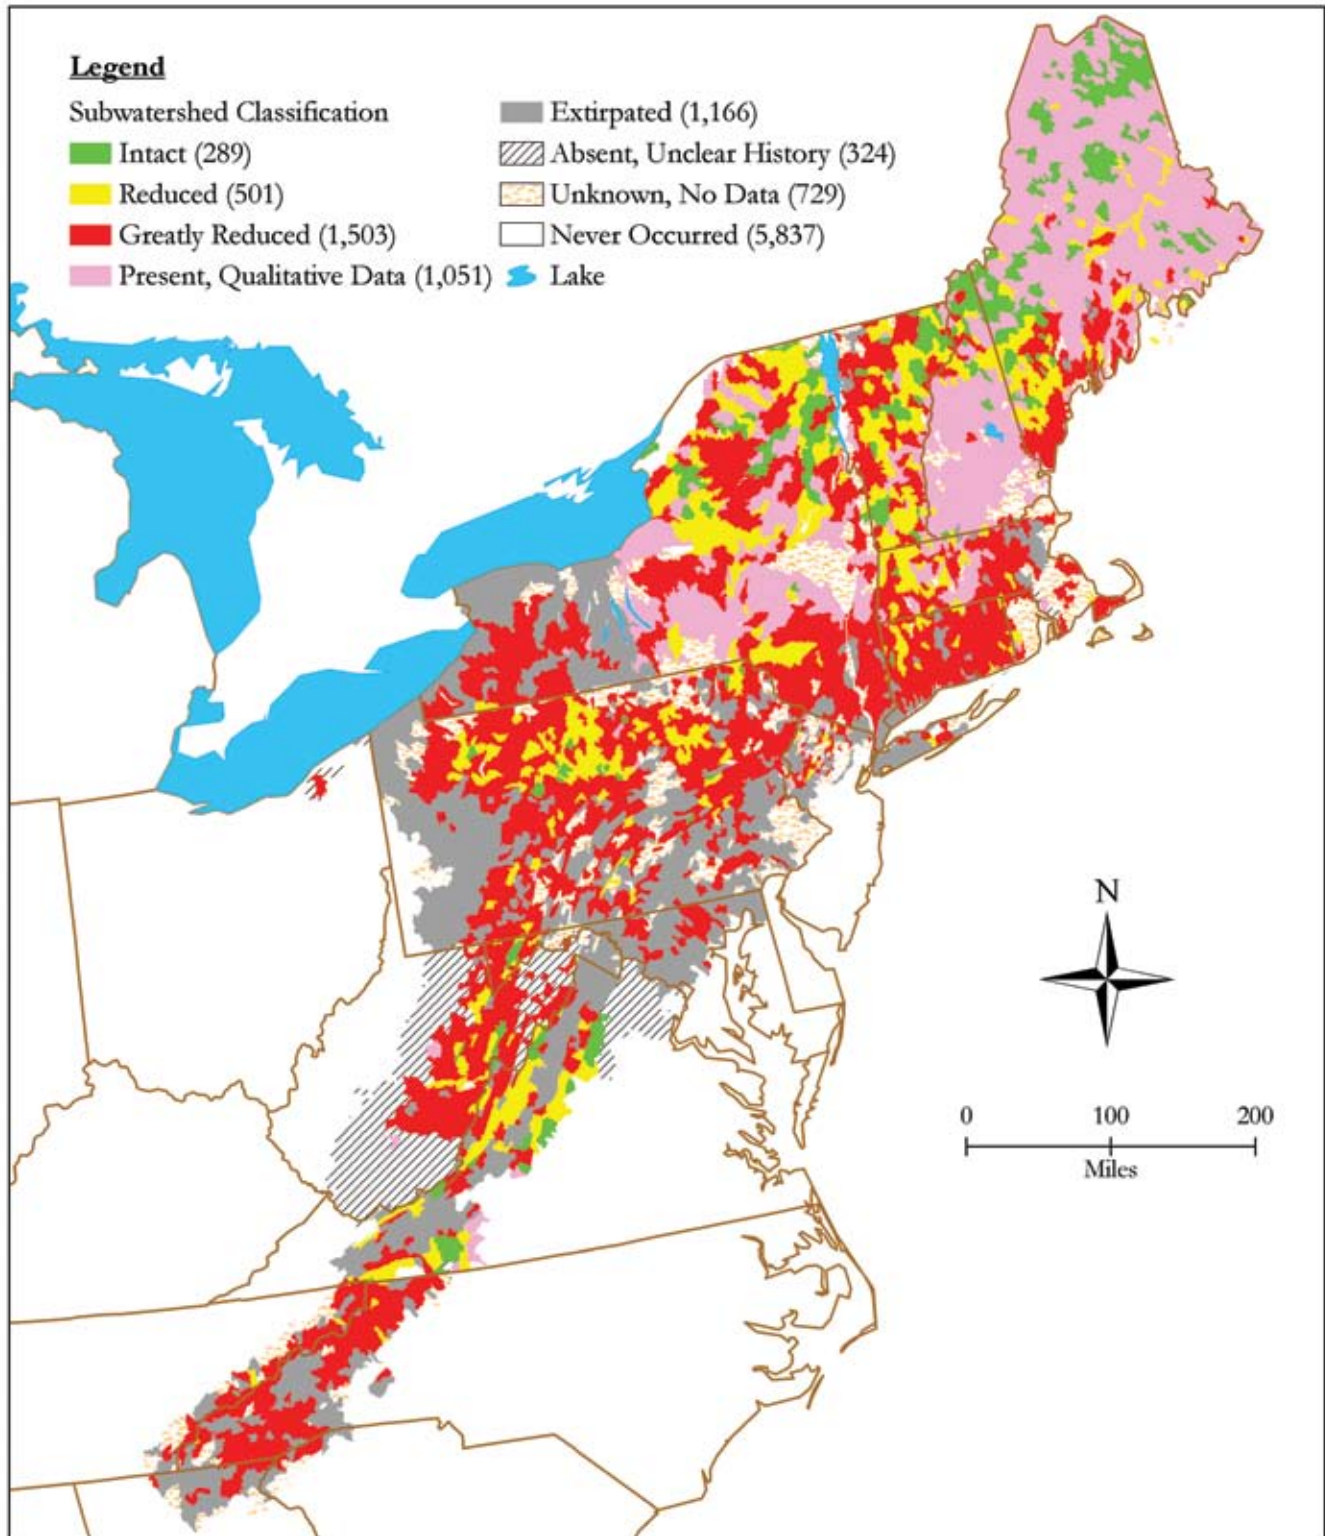 Legend
Subwatershed Classification
Intact (289)
Reduced (501)
Greatly Reduced (1,503)
Present, Qualitative Data (1,051)
Extirpated (1,166)
Absent, Unclear History (324)
Unknown, No Data (729)
Never Occurred (5,837)
Lake
N
0 100 200
Miles